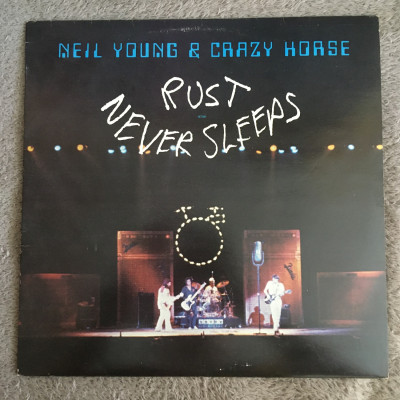 NEIL YOUNG & CRAZY HORSE
RUST
NEVER SLEEPS